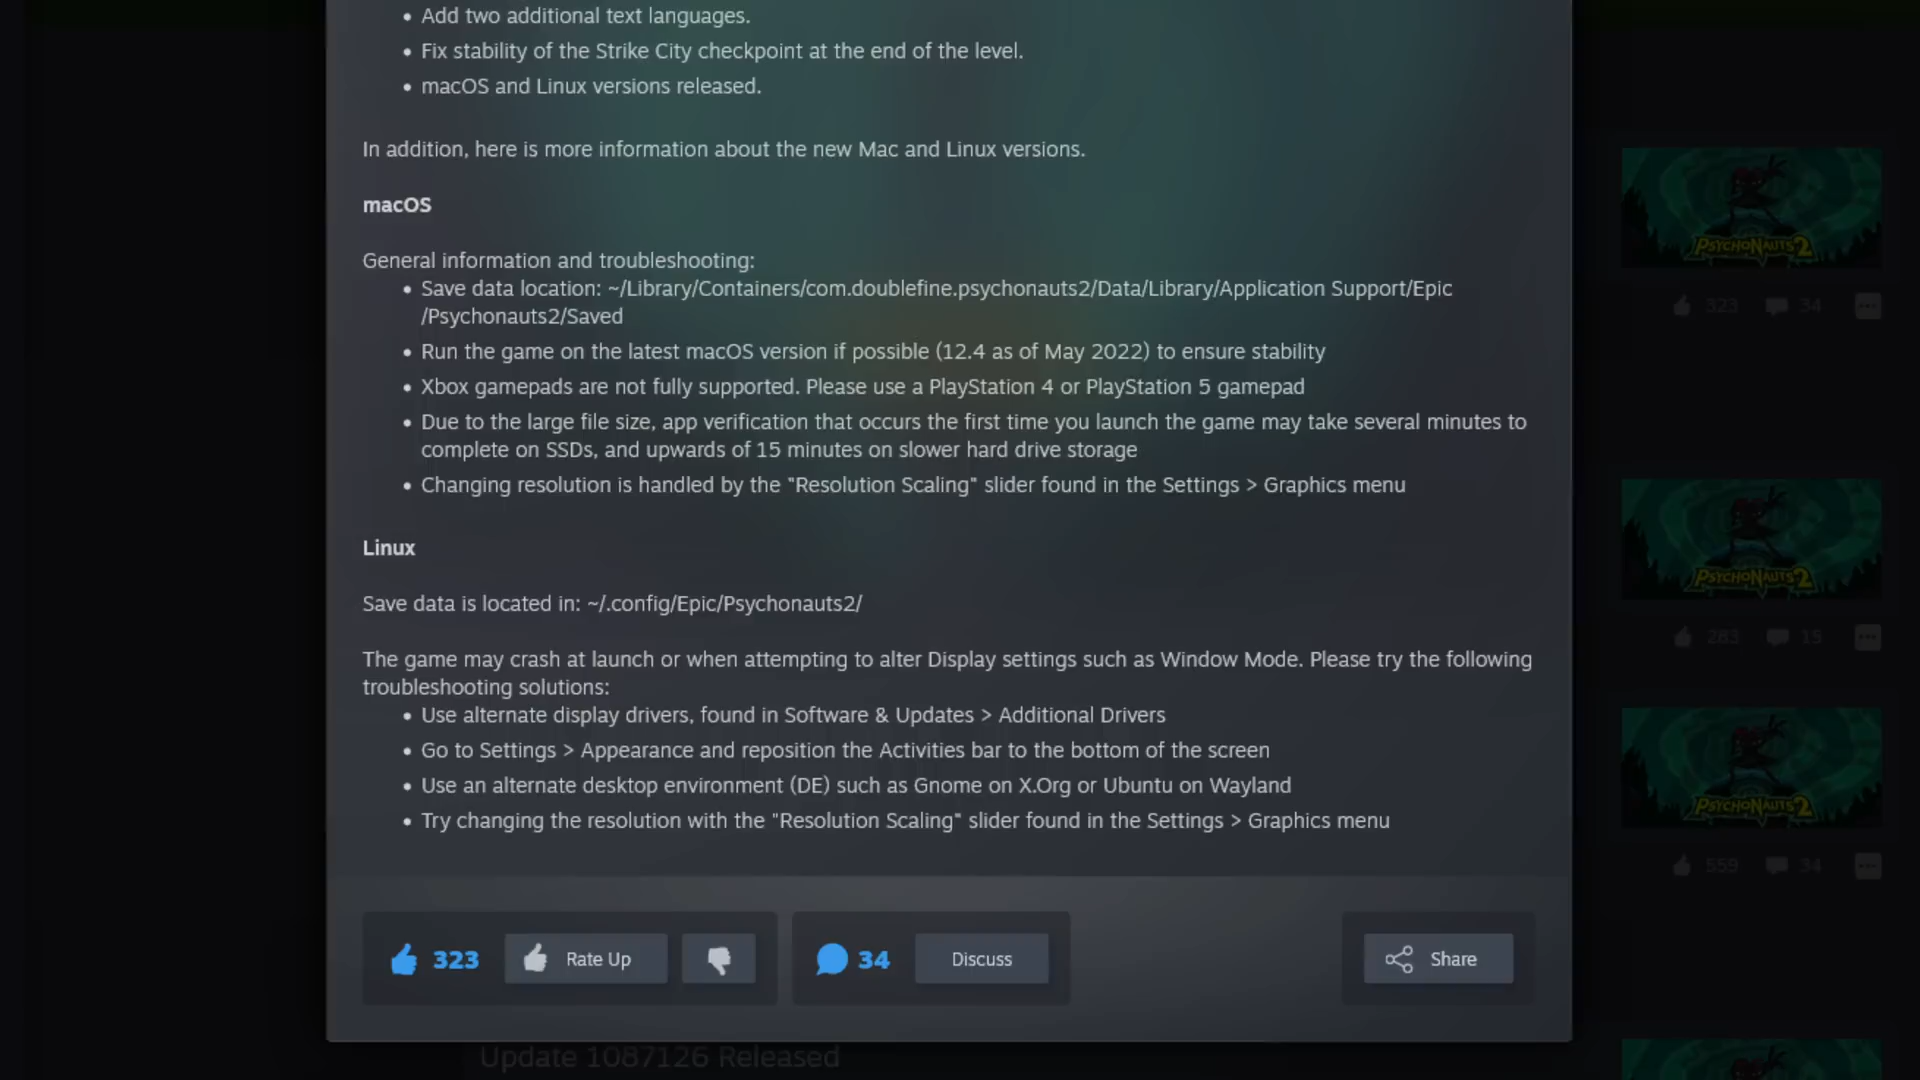 Add two additional text languages.
Fix stability of the Strike City checkpoint at the end of the level.
macOS and Linux versions released.
In addition, here is more information about the new Mac and Linux versions.
macOS
General information and troubleshooting:
Save data location: ~/Library/Containers/com.doublefine.psychonauts2/Data/Library/Application Support/Epic
/Psychonauts2/Saved
Run the game on the latest macOS version if possible (12.4 as of May 2022) to ensure stability
Xbox gamepads are not fully supported. Please use a PlayStation 4 or PlayStation 5 gamepad
Due to the large file size, app verification that occurs the first time you launch the game may take several minutes to
complete on SSDs, and upwards of 15 minutes on slower hard drive storage
Changing resolution is handled by the "Resolution Scaling" slider found in the Settings > Graphics menu
Linux
Save data is located in: ~/.config/Epic/Psychonauts2/
The game may crash at launch or when attempting to alter Display settings such as Window Mode. Please try the following
troubleshooting solutions:
Use alternate display drivers, found in Software & Updates > Additional Drivers
Go to Settings > Appearance and reposition the Activities bar to the bottom of the screen
Use an alternate desktop environment (DE) such as Gnome on X.Org or Ubuntu on Wayland
Try changing the resolution with the "Resolution Scaling" slider found in the Settings > Graphics menu
323 Rate Up 34 Discuss Share
Update 1087126 Released
PSYCHONAUTS 2
323 34
PSYCHONAUTS 2
283 15
PSYCHONAUTS 2
559 34